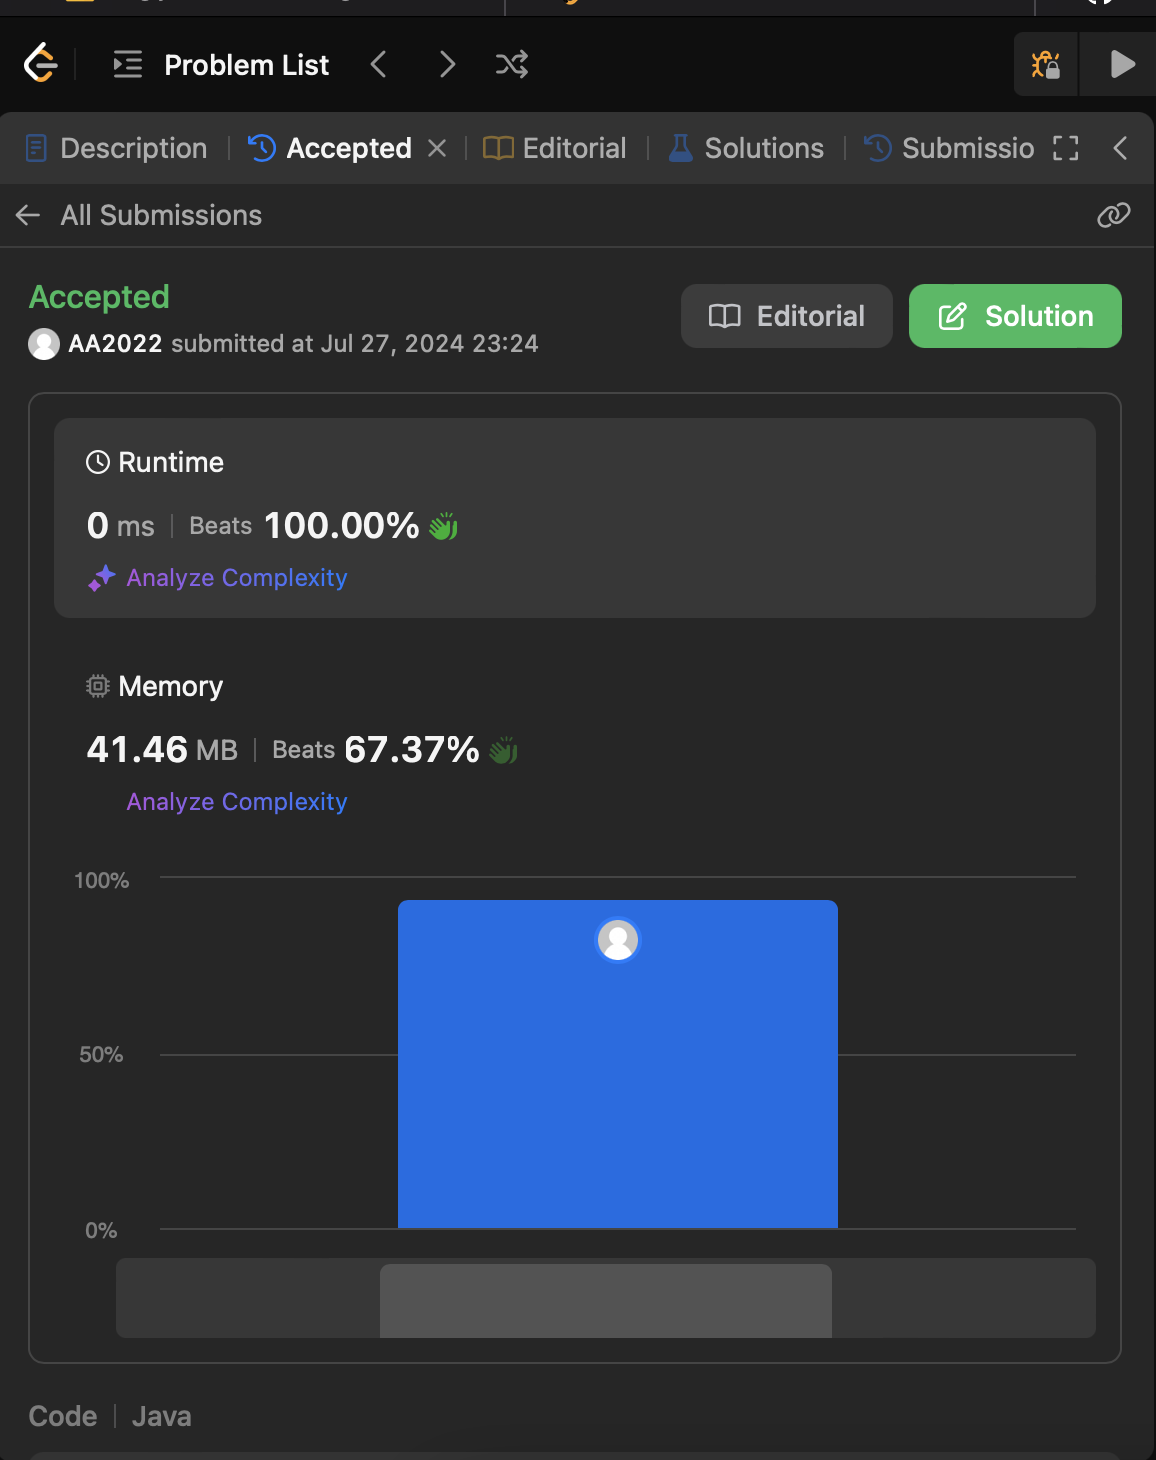 Problem List
Description
Accepted
Editorial
Solutions
Submissio
All Submissions
Accepted
AA2022 submitted at Jul 27, 2024 23:24
Editorial
Solution
Runtime
0 ms
Beats 100.00%
Analyze Complexity
Memory
41.46 MB
Beats 67.37%
Analyze Complexity
100%
50%
0%
Code
Java